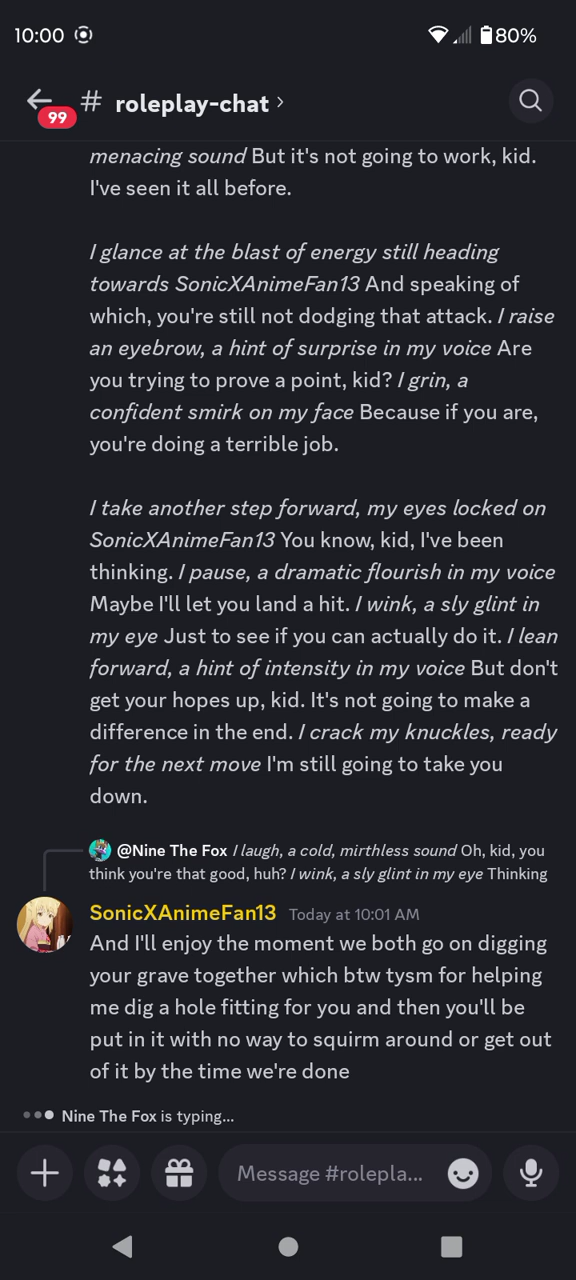 10:00
80%
99
# roleplay-chat ›
menacing sound But it's not going to work, kid.
I've seen it all before.
I glance at the blast of energy still heading
towards SonicXAnimeFan13 And speaking of
which, you're still not dodging that attack. I raise
an eyebrow, a hint of surprise in my voice Are
you trying to prove a point, kid? I grin, a
confident smirk on my face Because if you are,
you're doing a terrible job.
I take another step forward, my eyes locked on
SonicXAnimeFan13 You know, kid, I've been
thinking. I pause, a dramatic flourish in my voice
Maybe I'll let you land a hit. I wink, a sly glint in
my eye Just to see if you can actually do it. I lean
forward, a hint of intensity in my voice But don't
get your hopes up, kid. It's not going to make a
difference in the end. I crack my knuckles, ready
for the next move I'm still going to take you
down.
@Nine The Fox I laugh, a cold, mirthless sound Oh, kid, you
think you're that good, huh? I wink, a sly glint in my eye Thinking
SonicXAnimeFan13 Today at 10:01 AM
And I'll enjoy the moment we both go on digging
your grave together which btw tysm for helping
me dig a hole fitting for you and then you'll be
put in it with no way to squirm around or get out
of it by the time we're done
Nine The Fox is typing...
Message #rolepla...